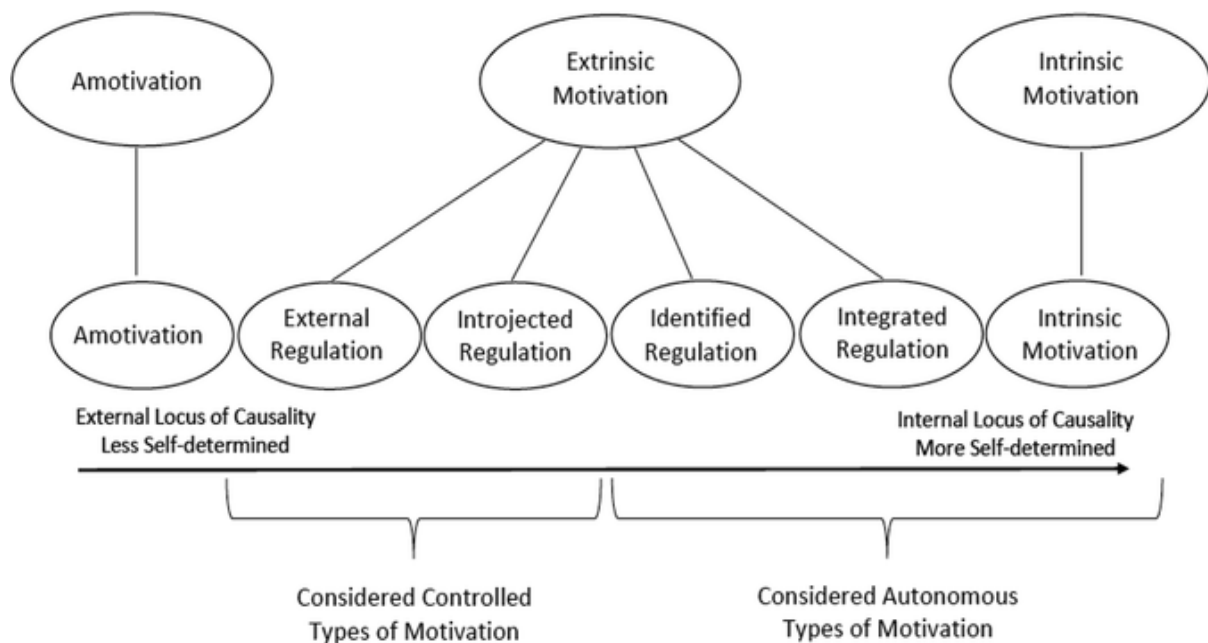 Amotivation
Extrinsic
Motivation
Intrinsic
Motivation
Amotivation
External
Regulation
Introjected
Regulation
Identified
Regulation
Integrated
Regulation
Intrinsic
Motivation
External Locus of Causality
Less Self-determined
Internal Locus of Causality
More Self-determined
Considered Controlled
Types of Motivation
Considered Autonomous
Types of Motivation